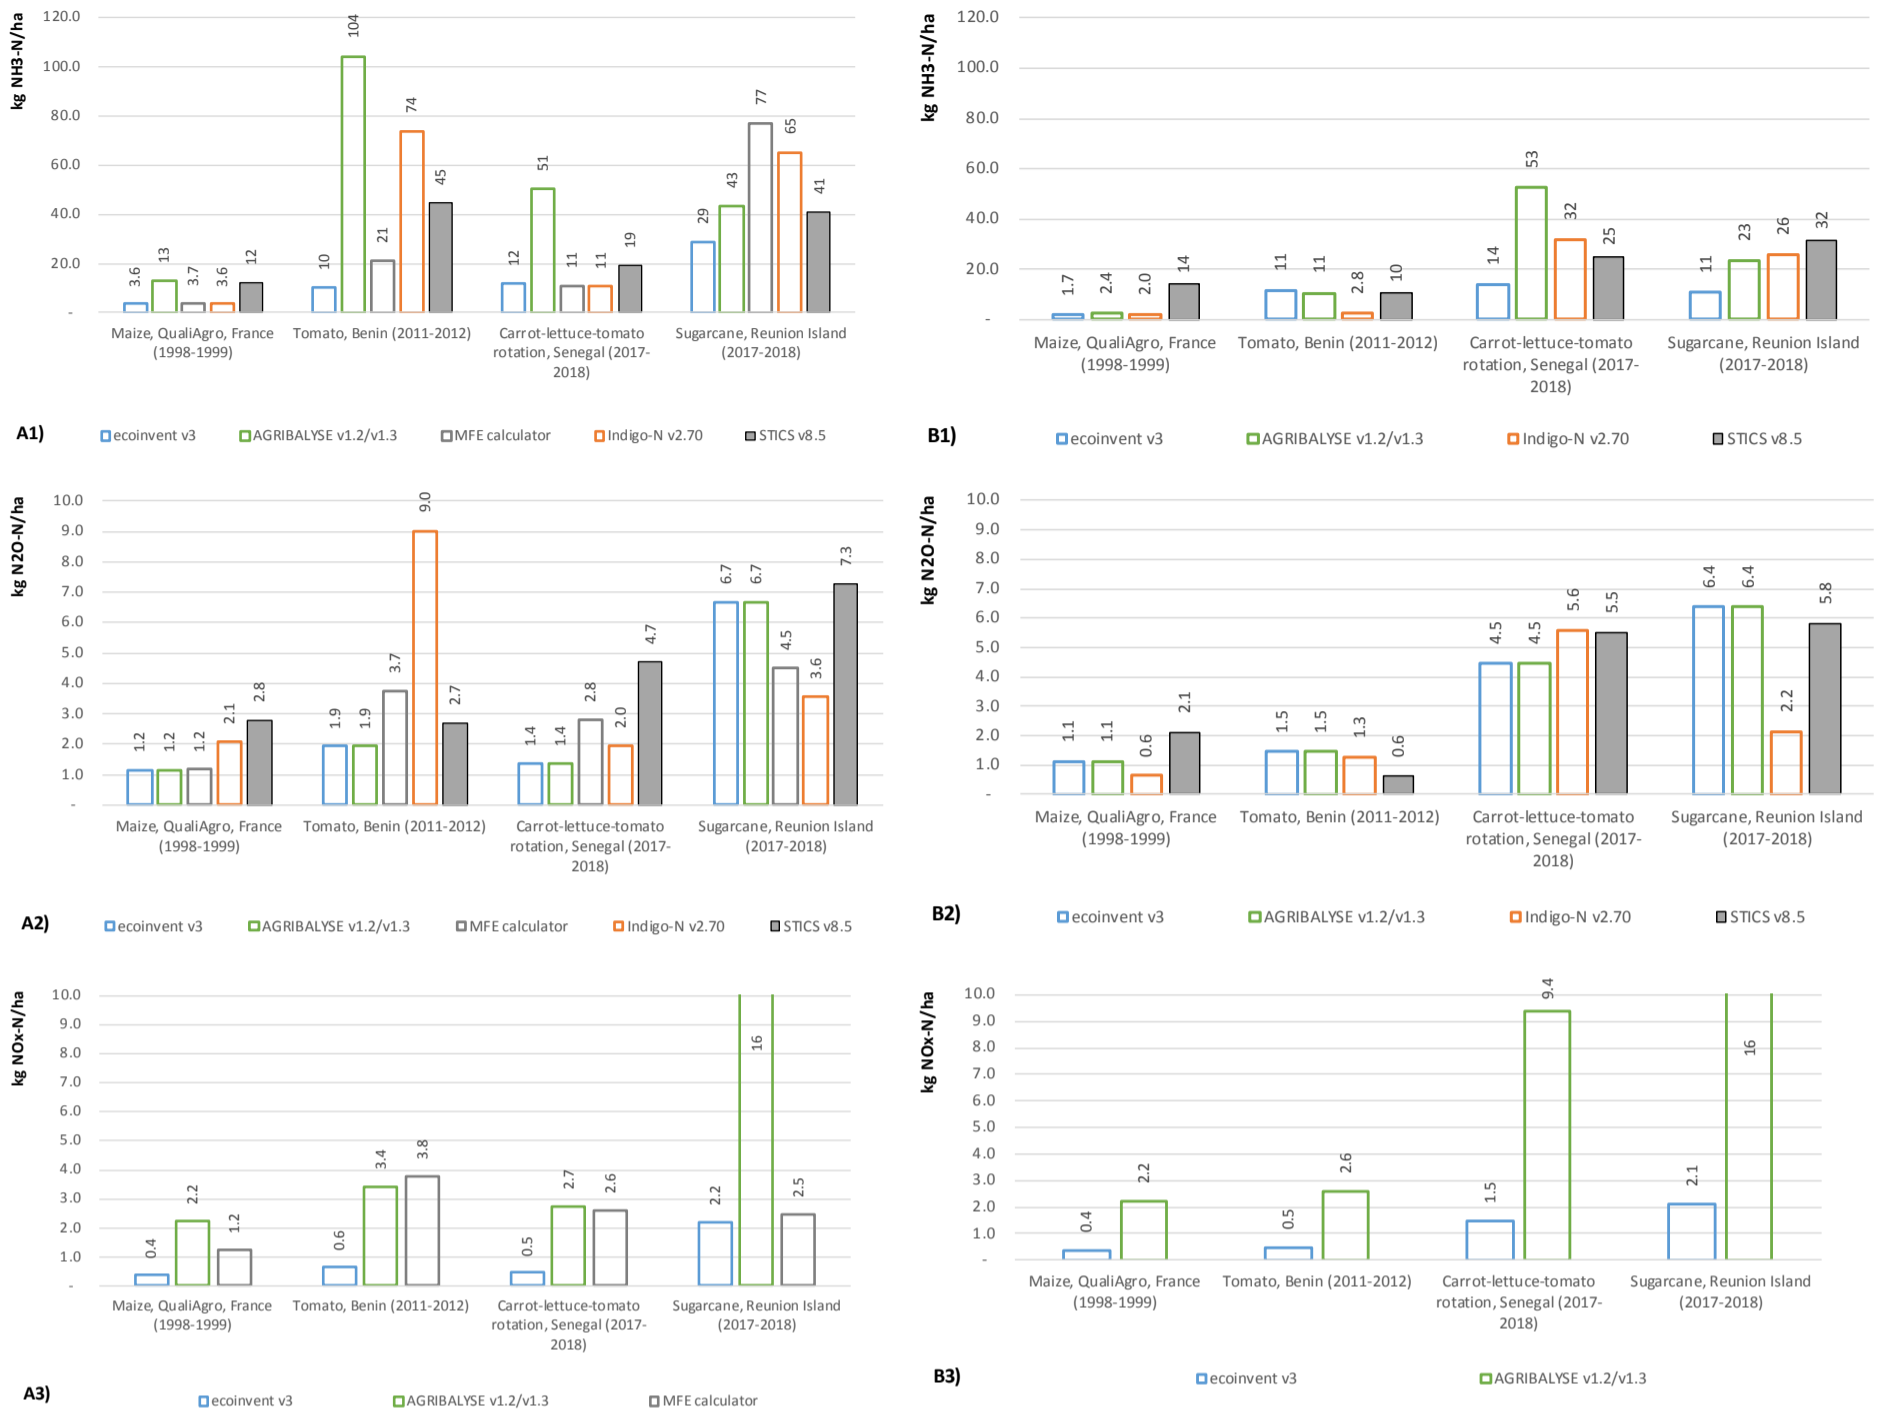 kg NH3-N/ha
120.0
100.0
80.0
60.0
40.0
20.0
-
3.6
13
3.7
3.6
12
10
104
21
74
45
12
51
11
11
19
29
43
77
65
41
Maize, QualiAgro, France
(1998-1999)
Tomato, Benin (2011-2012)
Carrot-lettuce-tomato
rotation, Senegal (2017-
2018)
Sugarcane, Reunion Island
(2017-2018)
A1)
ecoinvent v3
AGRIBALYSE v1.2/v1.3
MFE calculator
Indigo-N v2.70
STICS v8.5
kg NH3-N/ha
120.0
100.0
80.0
60.0
40.0
20.0
-
1.7
2.4
2.0
14
11
11
2.8
10
14
53
32
25
11
23
26
32
Maize, QualiAgro, France
(1998-1999)
Tomato, Benin (2011-2012)
Carrot-lettuce-tomato
rotation, Senegal (2017-
2018)
Sugarcane, Reunion Island
(2017-2018)
B1)
ecoinvent v3
AGRIBALYSE v1.2/v1.3
Indigo-N v2.70
STICS v8.5
kg N2O-N/ha
10.0
9.0
8.0
7.0
6.0
5.0
4.0
3.0
2.0
1.0
-
1.2
1.2
1.2
2.1
2.8
1.9
1.9
3.7
9.0
2.7
1.4
1.4
2.8
2.0
4.7
6.7
6.7
4.5
3.6
7.3
Maize, QualiAgro, France
(1998-1999)
Tomato, Benin (2011-2012)
Carrot-lettuce-tomato
rotation, Senegal (2017-
2018)
Sugarcane, Reunion Island
(2017-2018)
A2)
ecoinvent v3
AGRIBALYSE v1.2/v1.3
MFE calculator
Indigo-N v2.70
STICS v8.5
kg N2O-N/ha
10.0
9.0
8.0
7.0
6.0
5.0
4.0
3.0
2.0
1.0
-
1.1
1.1
0.6
2.1
1.5
1.5
1.3
0.6
4.5
4.5
5.6
5.5
6.4
6.4
2.2
5.8
Maize, QualiAgro, France
(1998-1999)
Tomato, Benin (2011-2012)
Carrot-lettuce-tomato
rotation, Senegal (2017-
2018)
Sugarcane, Reunion Island
(2017-2018)
B2)
ecoinvent v3
AGRIBALYSE v1.2/v1.3
Indigo-N v2.70
STICS v8.5
kg NOx-N/ha
10.0
9.0
8.0
7.0
6.0
5.0
4.0
3.0
2.0
1.0
-
0.4
2.2
1.2
0.6
3.4
3.8
0.5
2.7
2.6
2.2
16
2.5
Maize, QualiAgro, France
(1998-1999)
Tomato, Benin (2011-2012)
Carrot-lettuce-tomato
rotation, Senegal (2017-
2018)
Sugarcane, Reunion Island
(2017-2018)
A3)
ecoinvent v3
AGRIBALYSE v1.2/v1.3
MFE calculator
kg NOx-N/ha
10.0
9.0
8.0
7.0
6.0
5.0
4.0
3.0
2.0
1.0
-
0.4
2.2
0.5
2.6
1.5
9.4
2.1
16
Maize, QualiAgro, France
(1998-1999)
Tomato, Benin (2011-2012)
Carrot-lettuce-tomato
rotation, Senegal (2017-
2018)
Sugarcane, Reunion Island
(2017-2018)
B3)
ecoinvent v3
AGRIBALYSE v1.2/v1.3